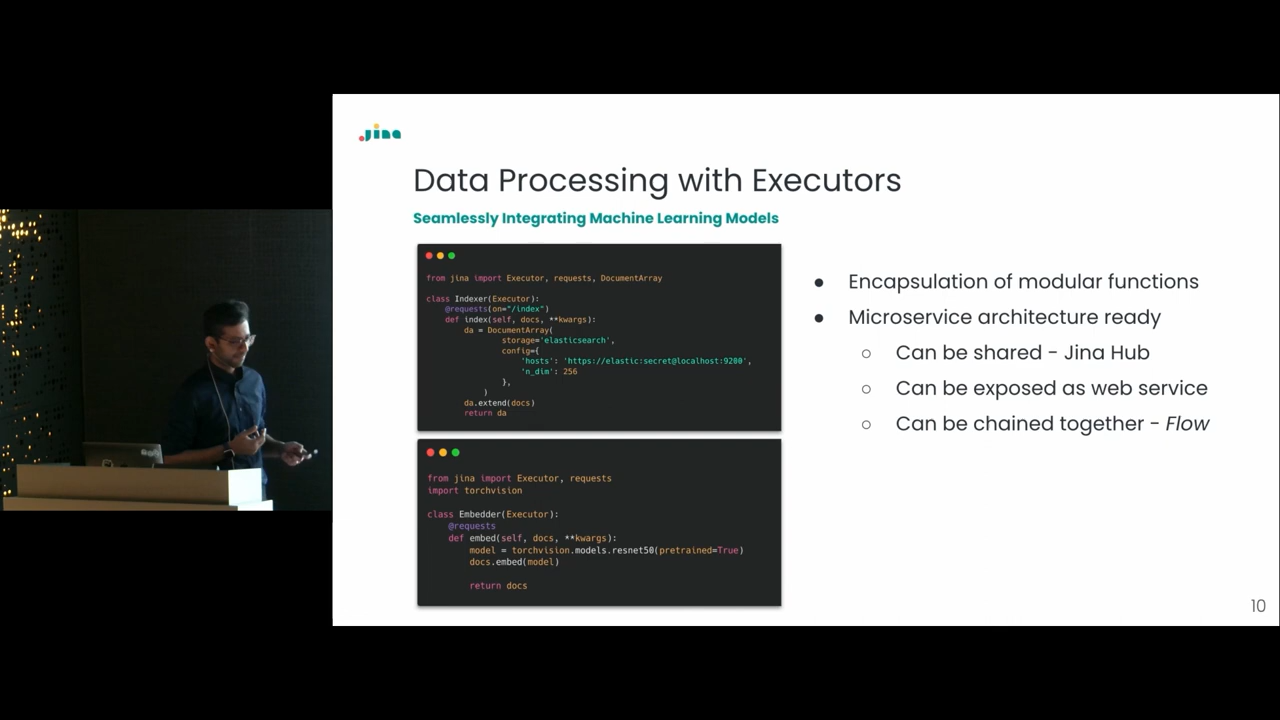 Jina
Data Processing with Executors
Seamlessly Integrating Machine Learning Models
from jina import Executor, requests, DocumentArray
class Indexer(Executor):
@requests(on="/index")
def index(self, docs, **kwargs):
da = DocumentArray(
storage='elasticsearch',
config={
'hosts': 'https://elastic:secret@localhost:9200',
'n_dim': 256
},
)
da.extend(docs)
return da
from jina import Executor, requests
import torchvision
class Embedder(Executor):
@requests
def embed(self, docs, **kwargs):
model = torchvision.models.resnet50(pretrained=True)
docs.embed(model)
return docs
● Encapsulation of modular functions
● Microservice architecture ready
○ Can be shared - Jina Hub
○ Can be exposed as web service
○ Can be chained together - Flow
10